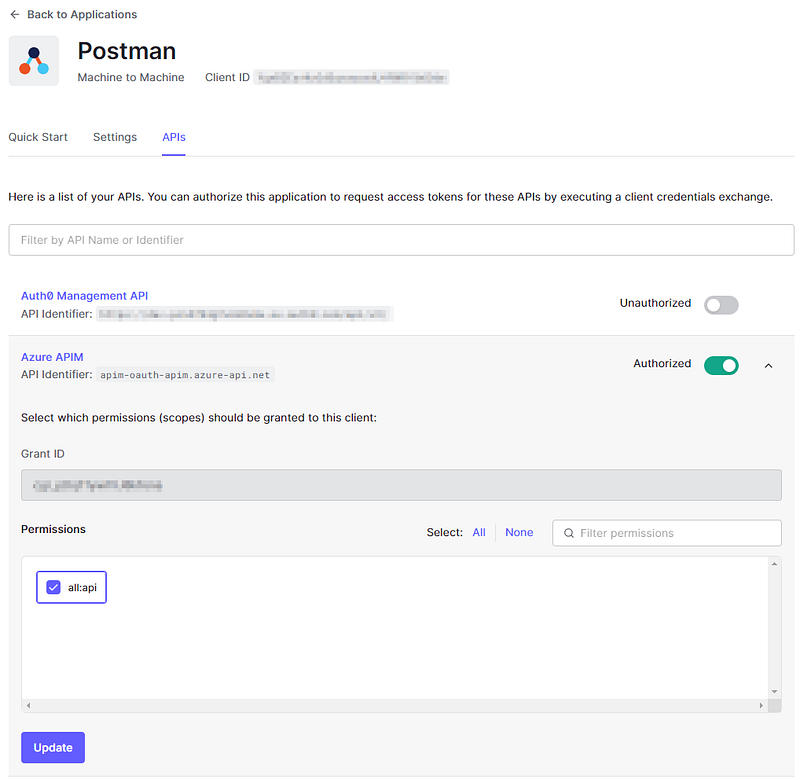 Back to Applications
Postman
Machine to Machine Client ID
Quick Start Settings APIs
Here is a list of your APIs. You can authorize this application to request access tokens for these APIs by executing a client credentials exchange.
Filter by API Name or Identifier
Auth0 Management API
Unauthorized
API Identifier:
Azure APIM
Authorized
API Identifier: apim-oauth-apim.azure-api.net
Select which permissions (scopes) should be granted to this client:
Grant ID
Permissions Select: All None Filter permissions
all:api
Update